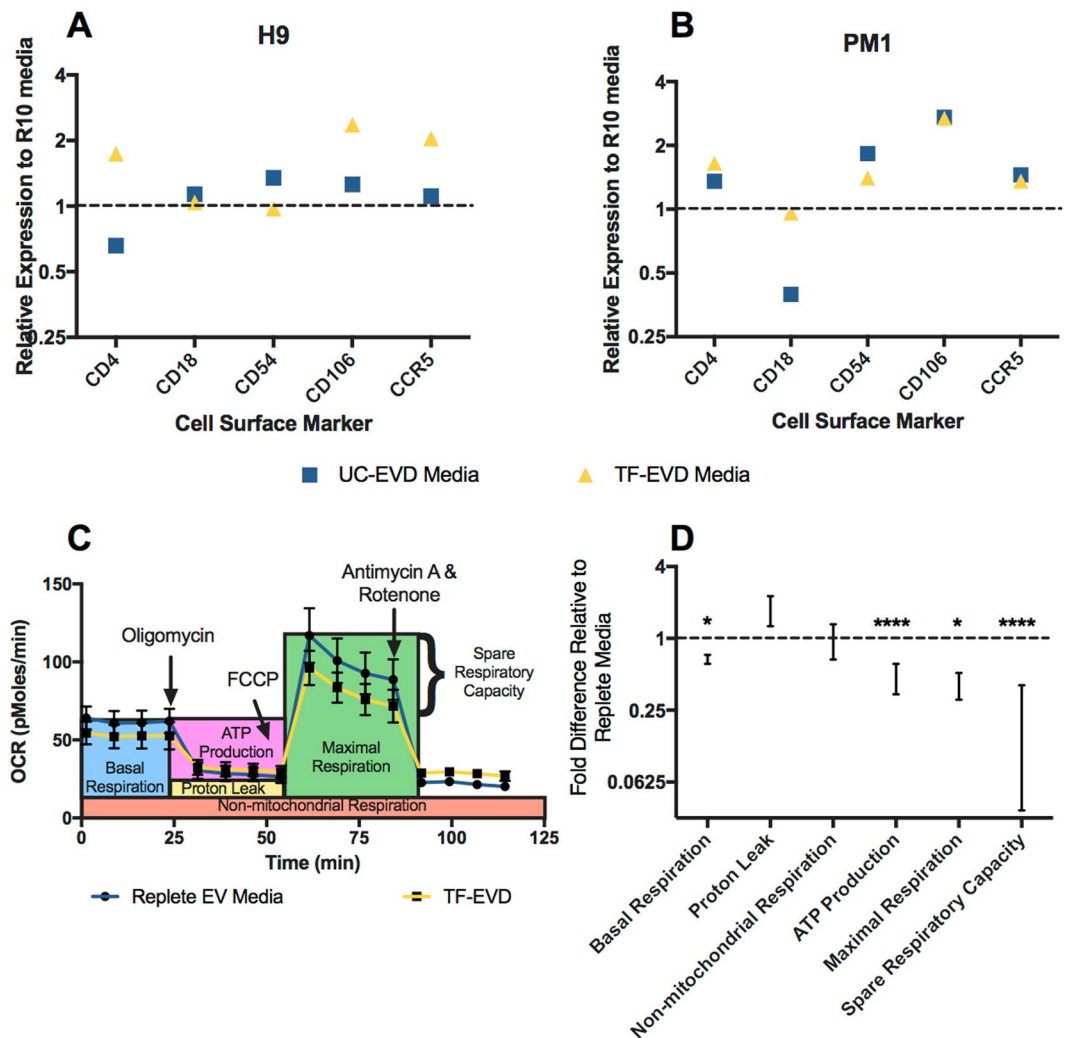 A
H9
Relative Expression to R10 media
4
2
1
0.5
0.25
CD4
CD18
CD54
CD106
CCR5
Cell Surface Marker
B
PM1
Relative Expression to R10 media
4
2
1
0.5
0.25
CD4
CD18
CD54
CD106
CCR5
Cell Surface Marker
UC-EVD Media
TF-EVD Media
C
OCR (pMoles/min)
150
100
50
0
Oligomycin
FCCP
Antimycin A &
Rotenone
Spare
Respiratory
Capacity
Basal
Respiration
ATP
Production
Proton Leak
Maximal
Respiration
Non-mitochondrial Respiration
0
25
50
75
100
125
Time (min)
Replete EV Media
TF-EVD
D
Fold Difference Relative to
Replete Media
4
1
0.25
0.0625
*
****
*
****
Basal Respiration
Proton Leak
Non-mitochondrial Respiration
ATP Production
Maximal Respiration
Spare Respiratory Capacity